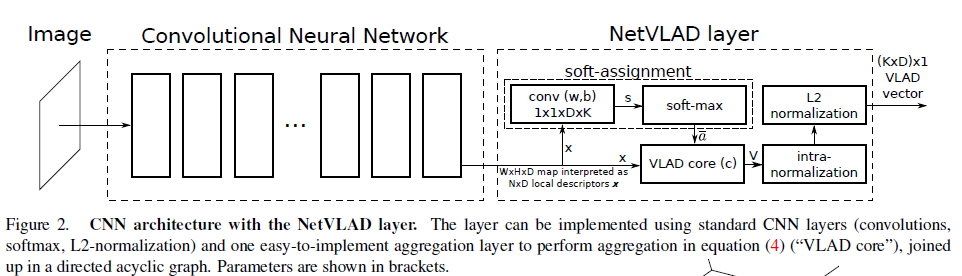 Image
Convolutional Neural Network
NetVLAD layer
soft-assignment
conv (w,b)
1x1xDxK
s
soft-max
L2
normalization
(KxD)x1
VLAD
vector
...
x
x
ā
VLAD core (c)
V
intra-
normalization
WxHxD map interpreted as
NxD local descriptors x
Figure 2. CNN architecture with the NetVLAD layer. The layer can be implemented using standard CNN layers (convolutions,
softmax, L2-normalization) and one easy-to-implement aggregation layer to perform aggregation in equation (4) (“VLAD core”), joined
up in a directed acyclic graph. Parameters are shown in brackets.